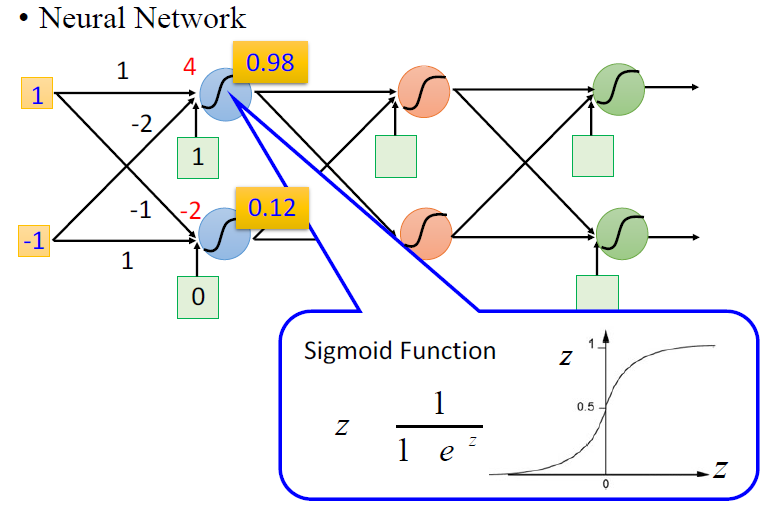 • Neural Network
1 4 0.98
1
-2
1
-1 -2 0.12
-1
1
0
Sigmoid Function
z 1
0.5
0
z
z 1
1 e z